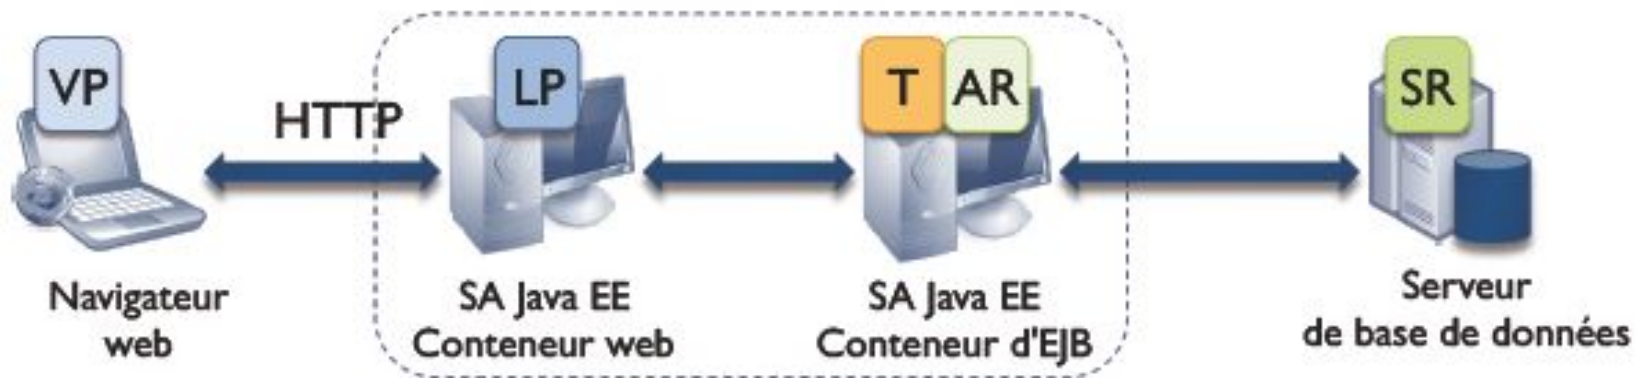 VP
HTTP
LP
T
AR
SR
Navigateur
web
SA Java EE
Conteneur web
SA Java EE
Conteneur d'EJB
Serveur
de base de données